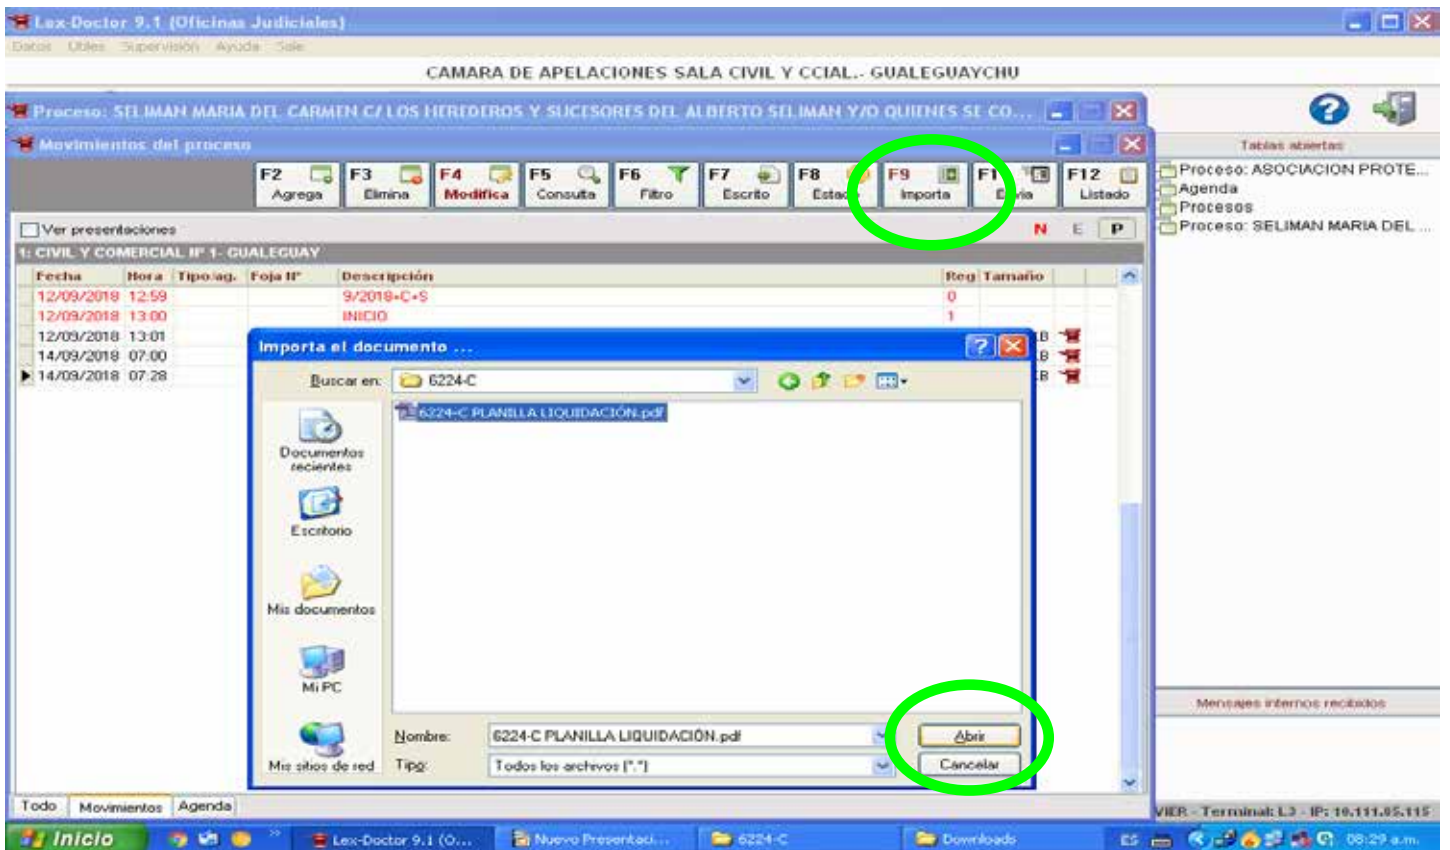 Lex-Doctor 9.1 (Oficinas Judiciales)
Datos Utiles Supervisión Ayuda Sale
CAMARA DE APELACIONES SALA CIVIL Y CCIAL.- GUALEGUAYCHU
Proceso: SELIMAN MARIA DEL CARMEN C/ LOS HEREDEROS Y SUCESORES DEL ALBERTO SELIMAN Y/O QUIENES SE CO...
Movimientos del proceso
F2 Agrega
F3 Elimina
F4 Modifica
F5 Consulta
F6 Filtro
F7 Escrito
F8 Estado
F9 Importa
F12 Listado
Ver presentaciones
N E P
1: CIVIL Y COMERCIAL Nº 1- GUALEGUAY
Fecha Hora Tipo/ag. Foja Nº Descripción Reg Tamaño
12/09/2018 12:59 9/2018-C-S 0
12/09/2018 13:00 INICIO 1
12/09/2018 13:01
14/09/2018 07:00
14/09/2018 07:28
Importa el documento ...
Buscar en: 6224-C
6224-C PLANILLA LIQUIDACIÓN.pdf
Documentos recientes
Escritorio
Mis documentos
Mi PC
Mis sitios de red
Nombre: 6224-C PLANILLA LIQUIDACIÓN.pdf Abrir
Tipo: Todos los archivos (*.*) Cancelar
Tablas abiertas
Proceso: ASOCIACION PROTE...
Agenda
Procesos
Proceso: SELIMAN MARIA DEL ...
Mensajes internos recibidos
Todo Movimientos Agenda
VIER - Terminal: L3 - IP: 10.111.85.115
Inicio Lex-Doctor 9.1 (O... Nuevo Presentaci... 6224-C Downloads ES 08:29 a.m.